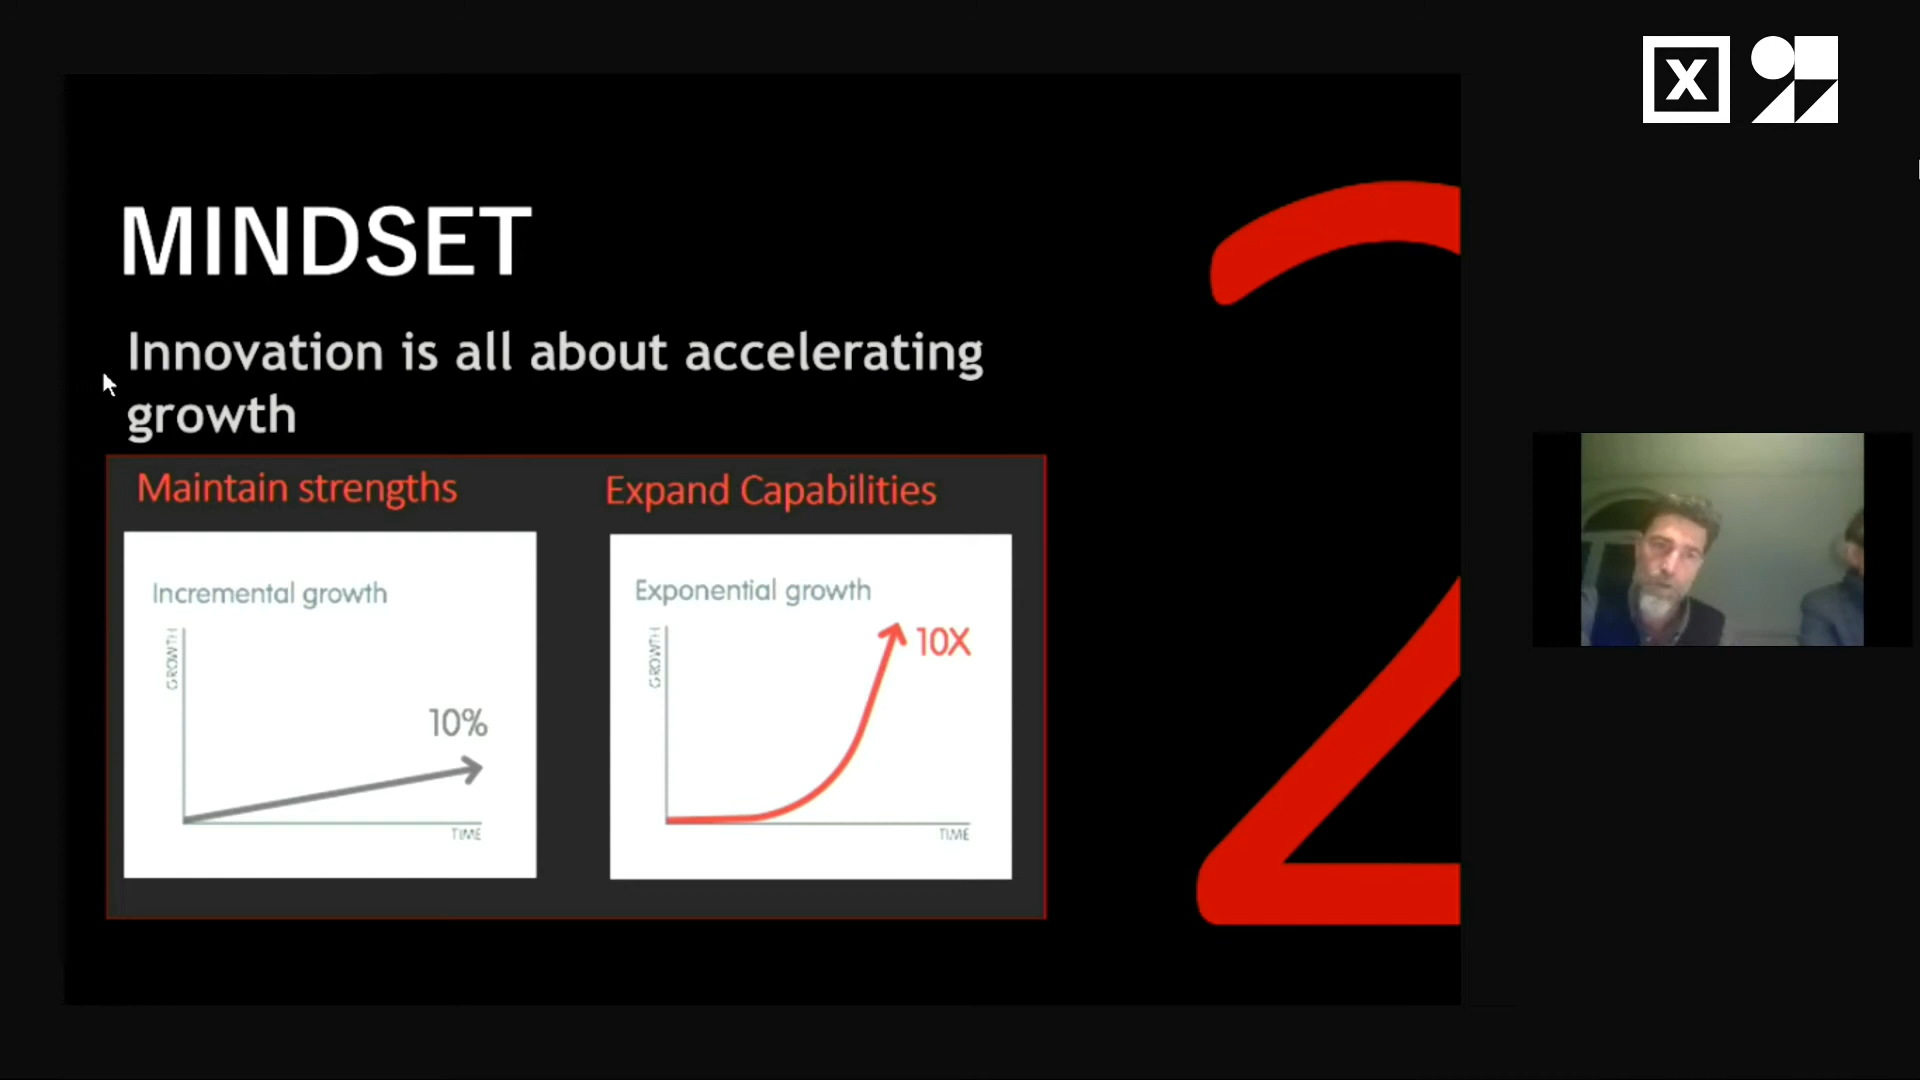 X
MINDSET
Innovation is all about accelerating
growth
Maintain strengths
Expand Capabilities
Incremental growth
GROWTH
10%
TIME
Exponential growth
GROWTH
10X
TIME
2